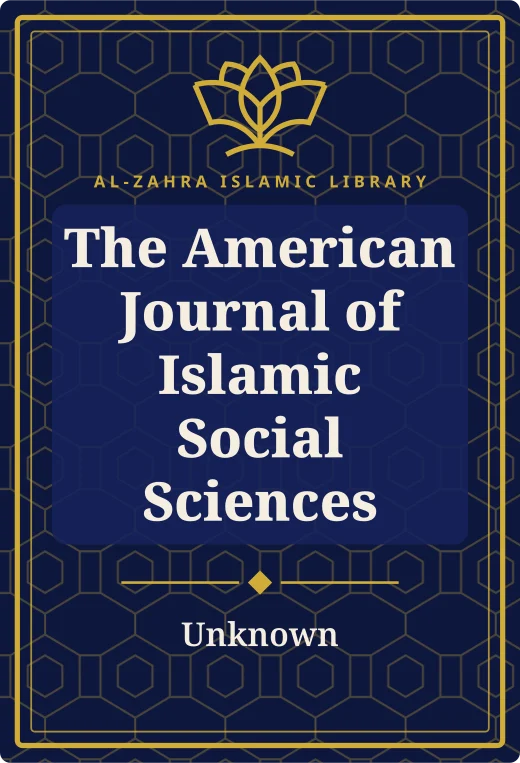 AL-ZAHRA ISLAMIC LIBRARY
The American
Journal of
Islamic
Social
Sciences
Unknown